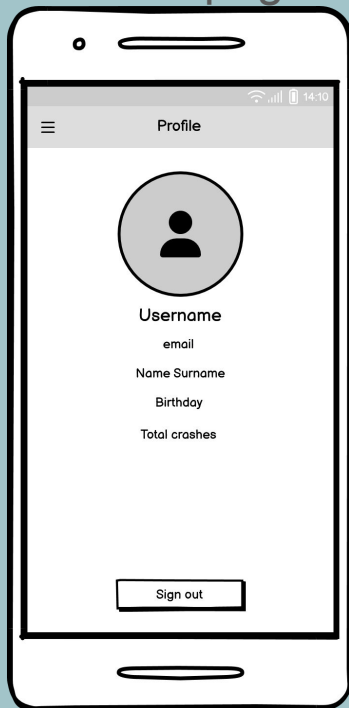 14:10
Profile
Username
email
Name Surname
Birthday
Total crashes
Sign out